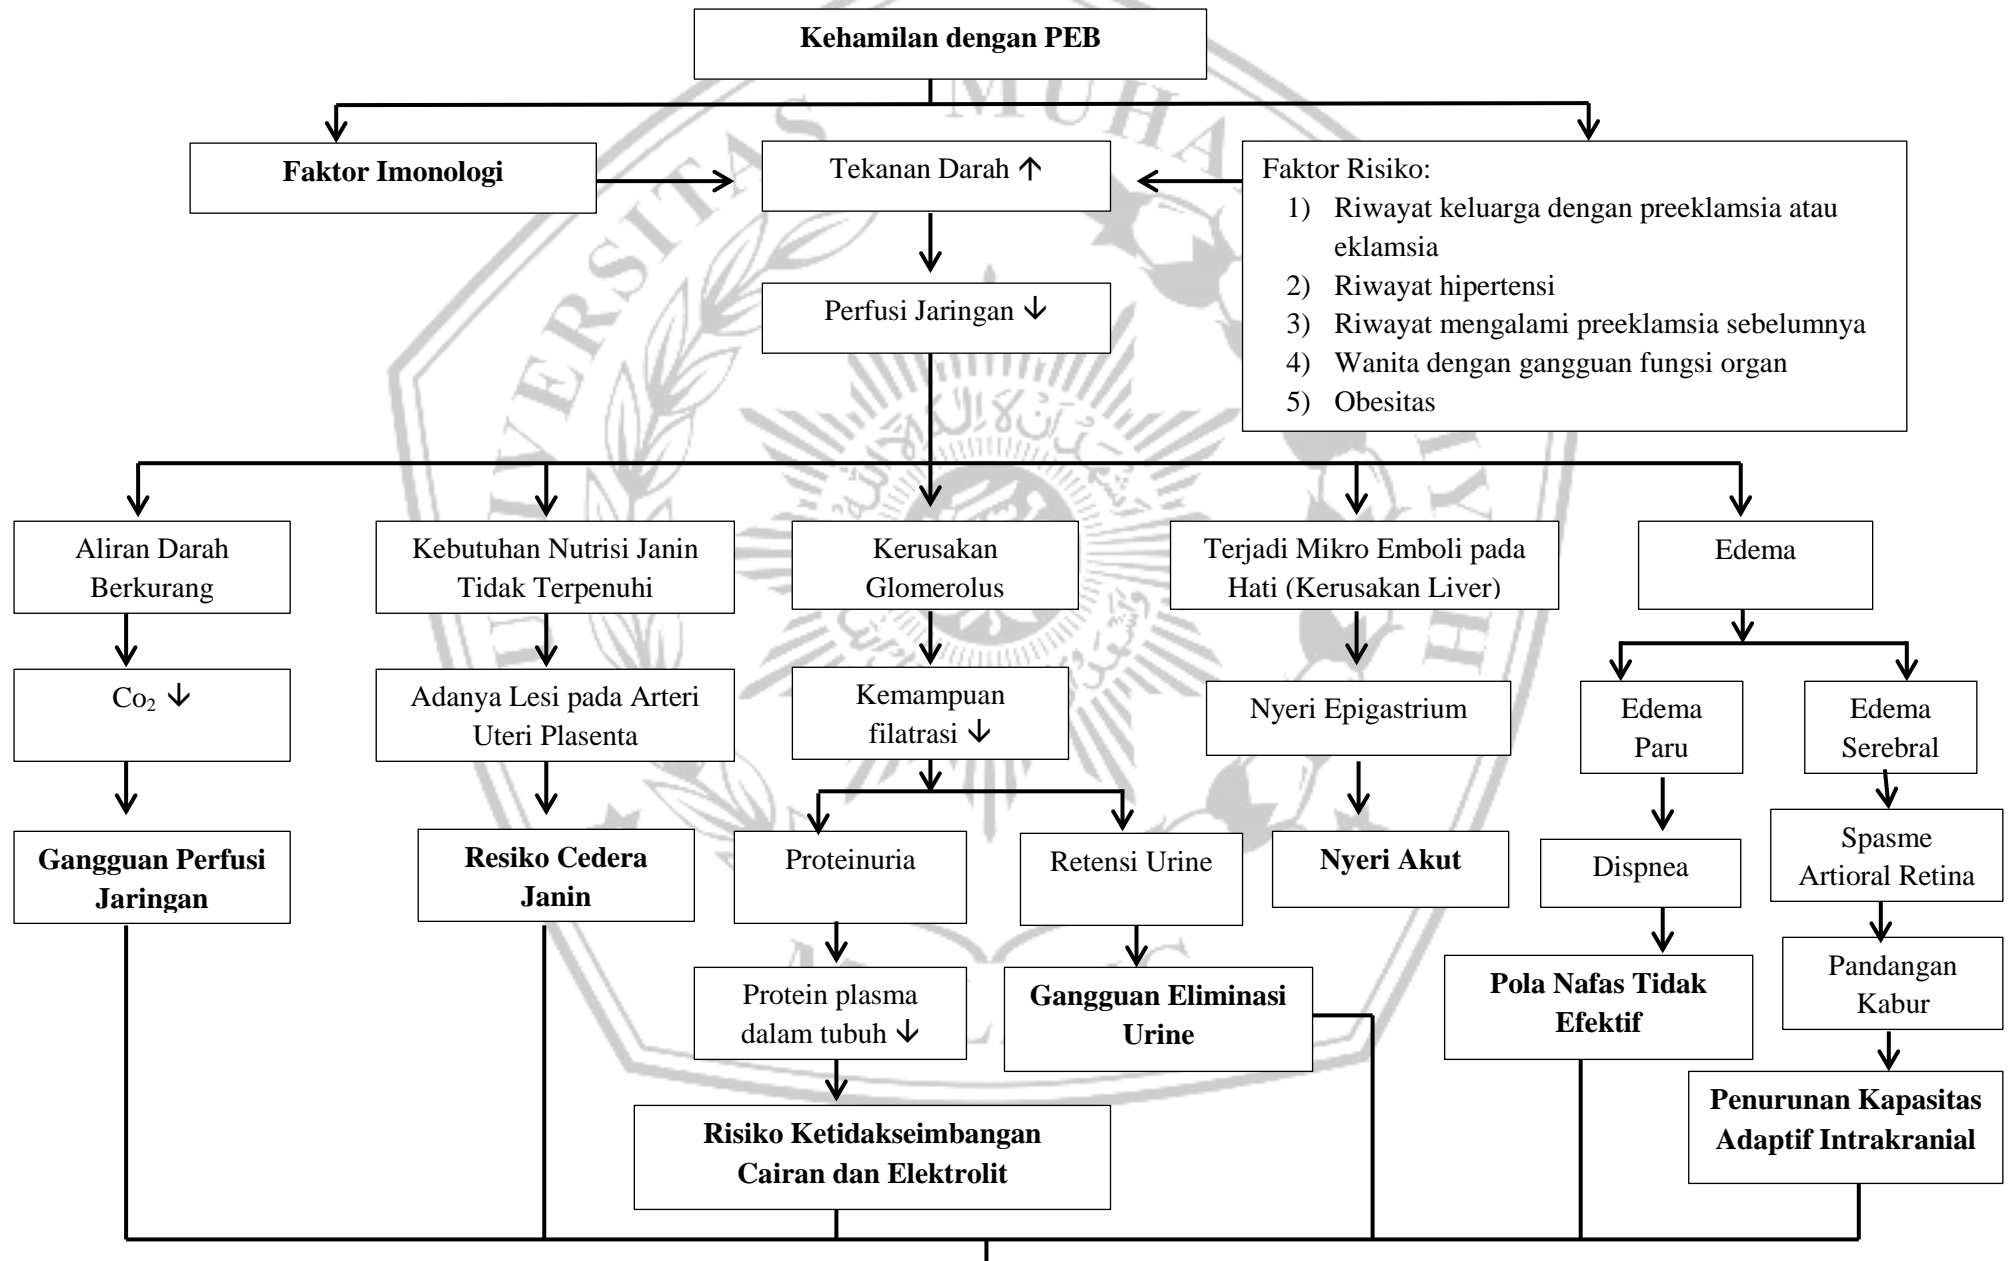 Kehamilan dengan PEB
Faktor Imonologi
Tekanan Darah ↑
Faktor Risiko:
1) Riwayat keluarga dengan preeklamsia atau
eklamsia
2) Riwayat hipertensi
3) Riwayat mengalami preeklamsia sebelumnya
4) Wanita dengan gangguan fungsi organ
5) Obesitas
Perfusi Jaringan ↓
Aliran Darah
Berkurang
Kebutuhan Nutrisi Janin
Tidak Terpenuhi
Kerusakan
Glomerolus
Terjadi Mikro Emboli pada
Hati (Kerusakan Liver)
Edema
Co₂ ↓
Adanya Lesi pada Arteri
Uteri Plasenta
Kemampuan
filatrasi ↓
Nyeri Epigastrium
Edema
Paru
Edema
Serebral
Gangguan Perfusi
Jaringan
Resiko Cedera
Janin
Proteinuria
Retensi Urine
Nyeri Akut
Dispnea
Spasme
Artioral Retina
Protein plasma
dalam tubuh ↓
Gangguan Eliminasi
Urine
Pola Nafas Tidak
Efektif
Pandangan
Kabur
Risiko Ketidakseimbangan
Cairan dan Elektrolit
Penurunan Kapasitas
Adaptif Intrakranial